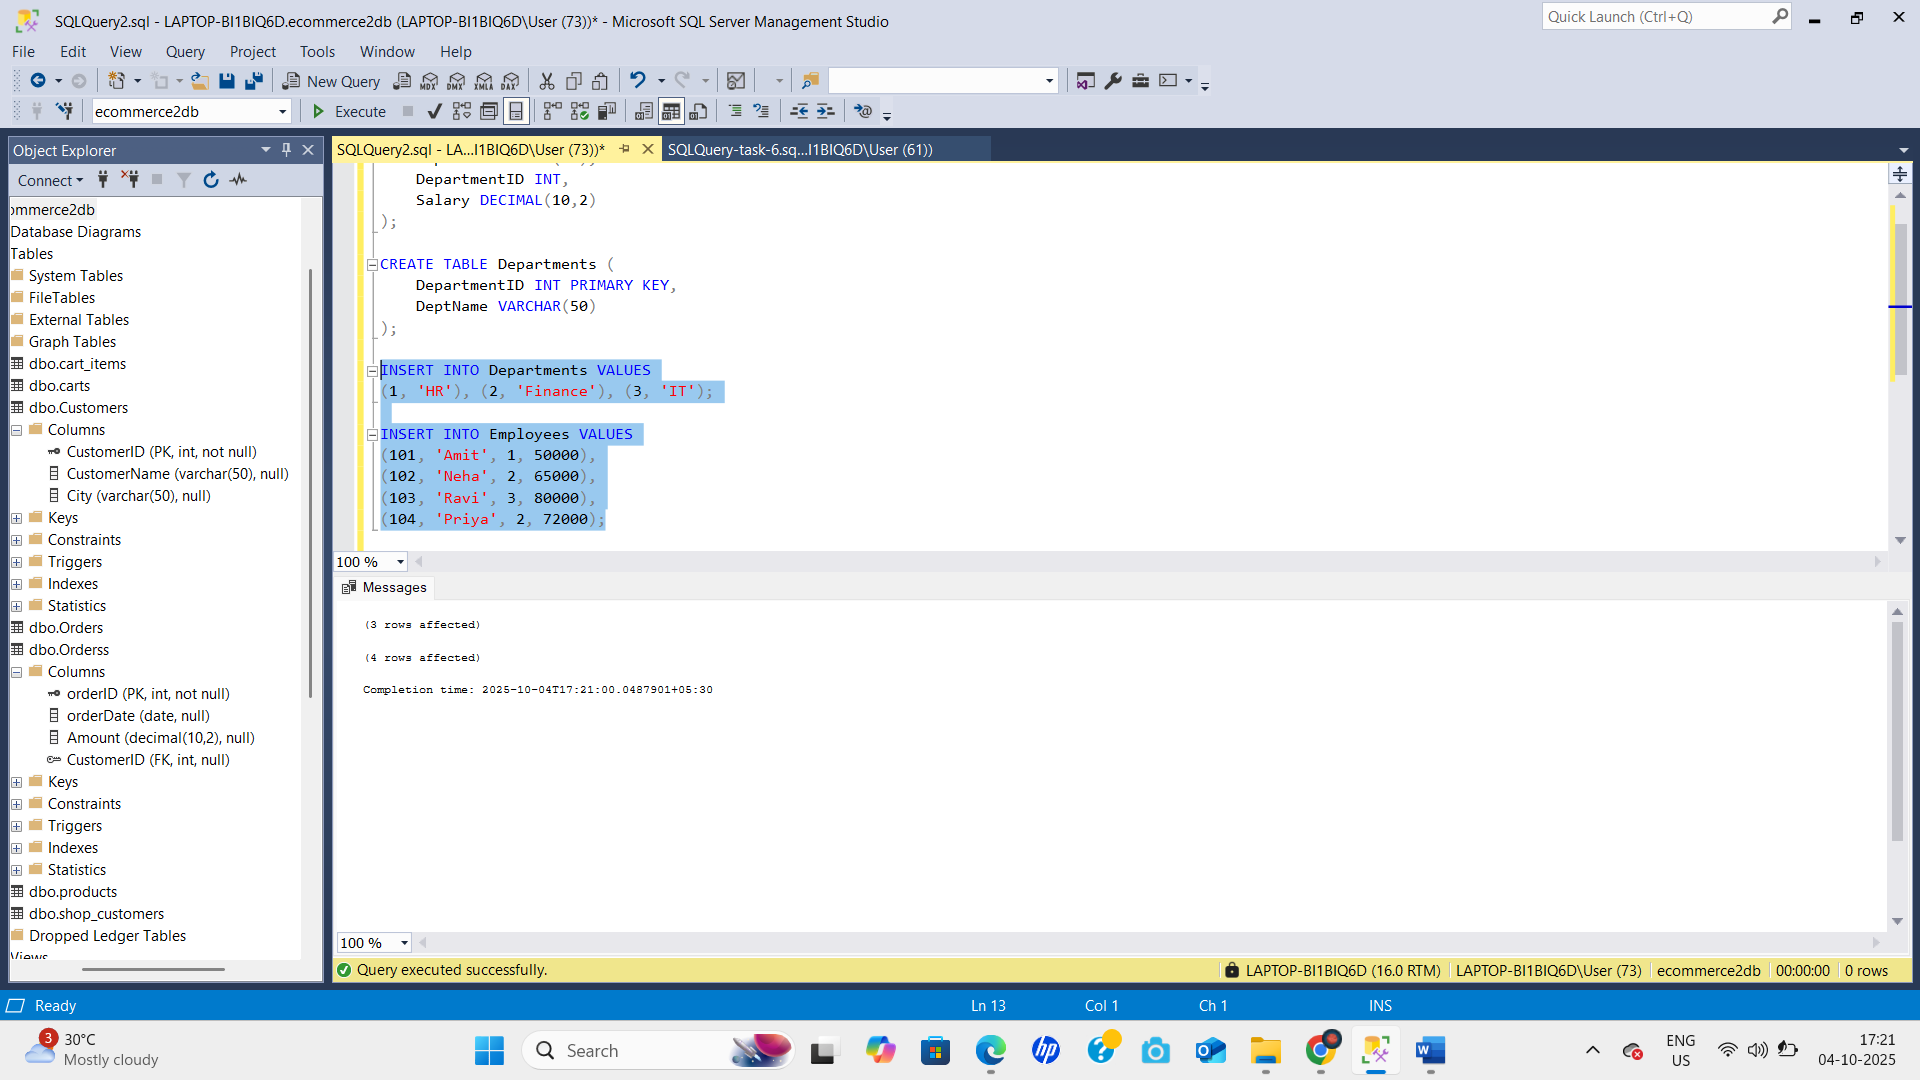 SQLQuery2.sql - LAPTOP-BI1BIQ6D.ecommerce2db (LAPTOP-BI1BIQ6D\User (73))* - Microsoft SQL Server Management Studio
Quick Launch (Ctrl+Q)
File Edit View Query Project Tools Window Help
New Query
MDX DMX XMLA DAX
ecommerce2db
Execute
Object Explorer
SQLQuery2.sql - LA...I1BIQ6D\User (73))*
SQLQuery-task-6.sq...I1BIQ6D\User (61))
Connect
ommerce2db
Database Diagrams
Tables
System Tables
FileTables
External Tables
Graph Tables
dbo.cart_items
dbo.carts
dbo.Customers
Columns
CustomerID (PK, int, not null)
CustomerName (varchar(50), null)
City (varchar(50), null)
Keys
Constraints
Triggers
Indexes
Statistics
dbo.Orders
dbo.Orderss
Columns
orderID (PK, int, not null)
orderDate (date, null)
Amount (decimal(10,2), null)
CustomerID (FK, int, null)
Keys
Constraints
Triggers
Indexes
Statistics
dbo.products
dbo.shop_customers
Dropped Ledger Tables
Views
DepartmentID INT,
Salary DECIMAL(10,2)
);
CREATE TABLE Departments (
DepartmentID INT PRIMARY KEY,
DeptName VARCHAR(50)
);
INSERT INTO Departments VALUES
(1, 'HR'), (2, 'Finance'), (3, 'IT');
INSERT INTO Employees VALUES
(101, 'Amit', 1, 50000),
(102, 'Neha', 2, 65000),
(103, 'Ravi', 3, 80000),
(104, 'Priya', 2, 72000);
100 %
Messages
(3 rows affected)
(4 rows affected)
Completion time: 2025-10-04T17:21:00.0487901+05:30
100 %
Query executed successfully.
LAPTOP-BI1BIQ6D (16.0 RTM) LAPTOP-BI1BIQ6D\User (73) ecommerce2db 00:00:00 0 rows
Ready
Ln 13 Col 1 Ch 1 INS
3
30°C
Mostly cloudy
Search
ENG
US
17:21
04-10-2025